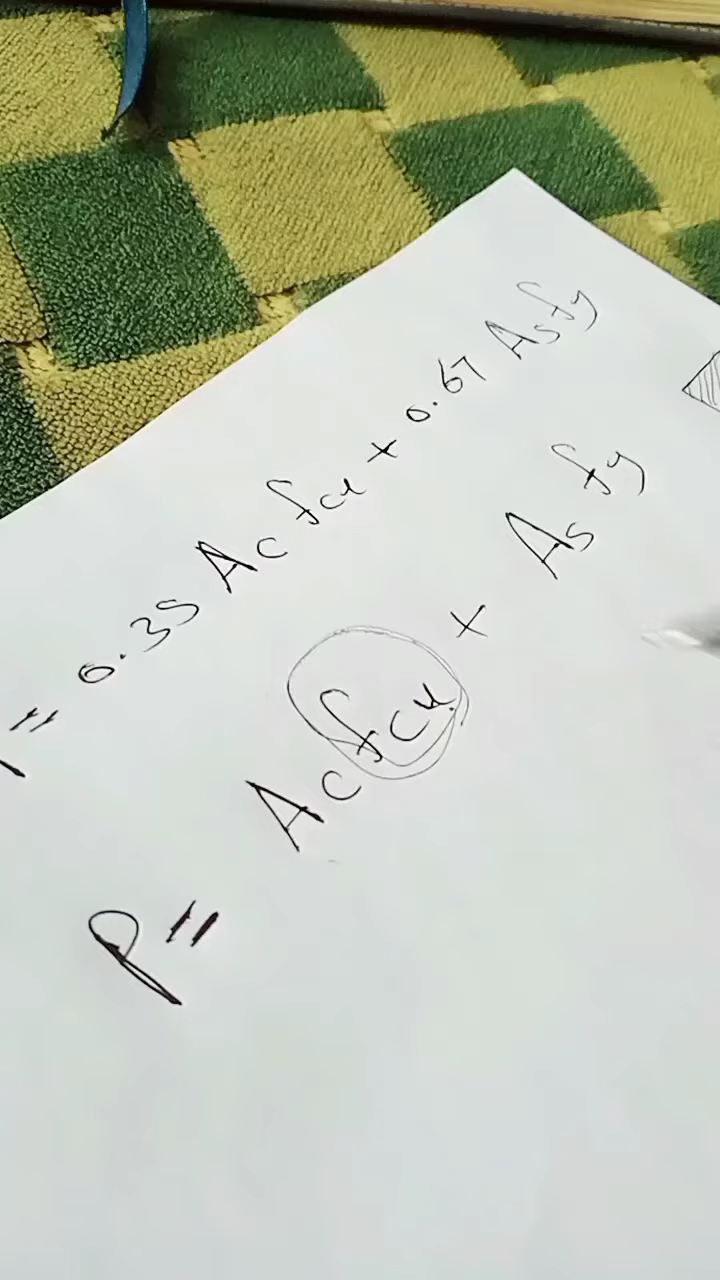 P = 0.35 Ac fcu + 0.67 As fy
P = Ac fcu + As fy